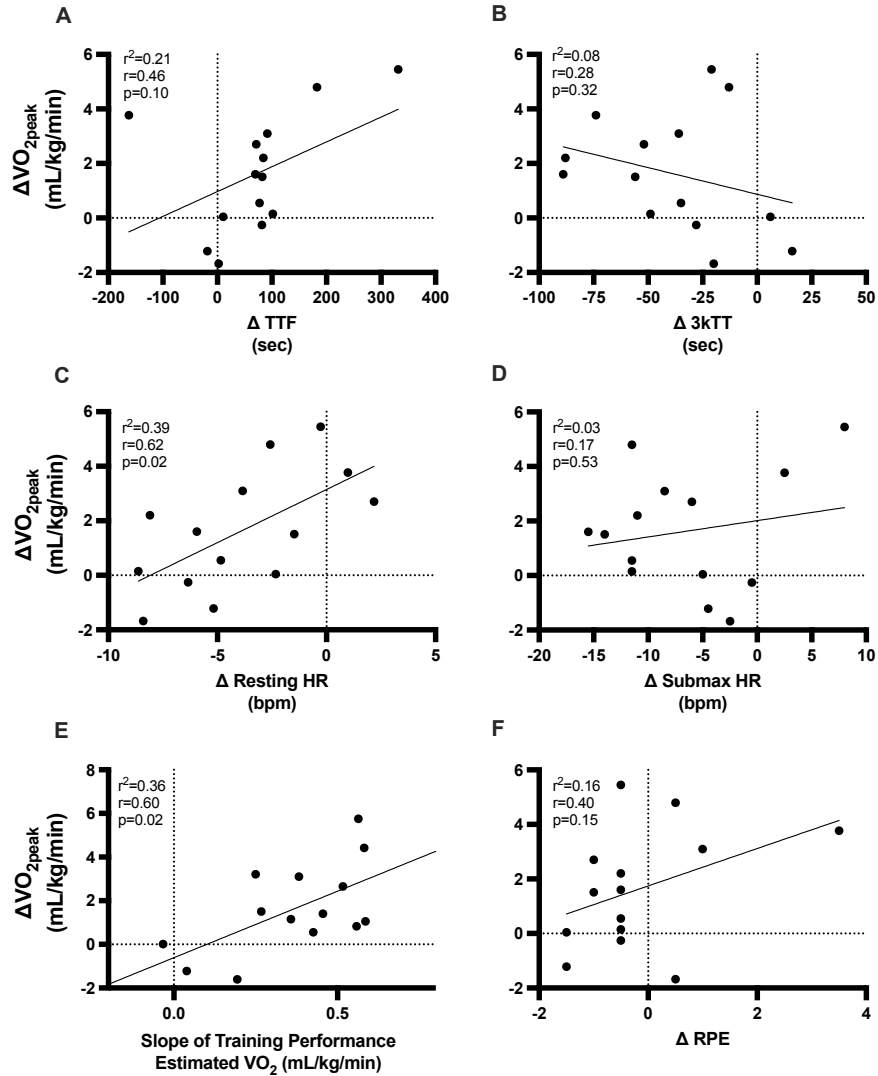 A
r²=0.21
r=0.46
p=0.10
ΔVO2peak
(mL/kg/min)
6
4
2
0
-2
-200 -100 0 100 200 300 400
Δ TTF
(sec)
B
r²=0.08
r=0.28
p=0.32
6
4
2
0
-2
-100 -75 -50 -25 0 25 50
Δ 3kTT
(sec)
C
r²=0.39
r=0.62
p=0.02
ΔVO2peak
(mL/kg/min)
6
4
2
0
-2
-10 -5 0 5
Δ Resting HR
(bpm)
D
r²=0.03
r=0.17
p=0.53
6
4
2
0
-2
-20 -15 -10 -5 0 5 10
Δ Submax HR
(bpm)
E
r²=0.36
r=0.60
p=0.02
ΔVO2peak
(mL/kg/min)
8
6
4
2
0
-2
0.0 0.5
Slope of Training Performance
Estimated VO2 (mL/kg/min)
F
r²=0.16
r=0.40
p=0.15
6
4
2
0
-2
-2 0 2 4
Δ RPE